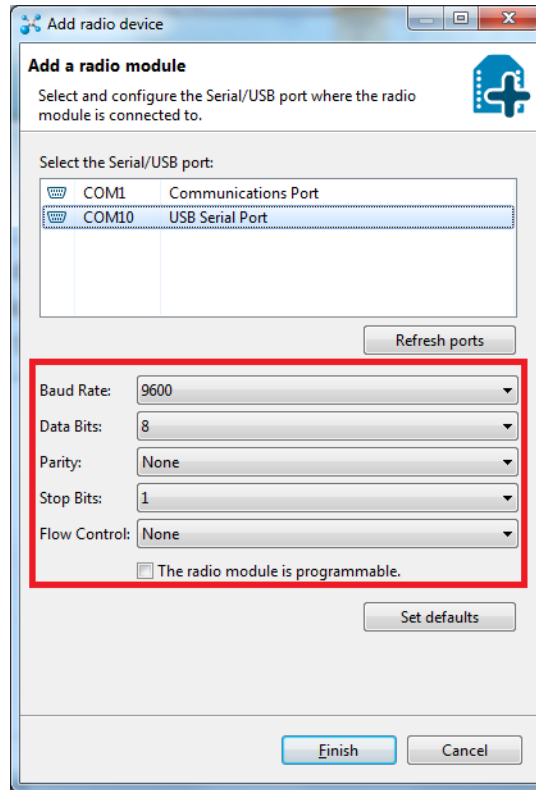 Add radio device
Add a radio module
Select and configure the Serial/USB port where the radio
module is connected to.
Select the Serial/USB port:
COM1 Communications Port
COM10 USB Serial Port
Refresh ports
Baud Rate: 9600
Data Bits: 8
Parity: None
Stop Bits: 1
Flow Control: None
The radio module is programmable.
Set defaults
Finish Cancel